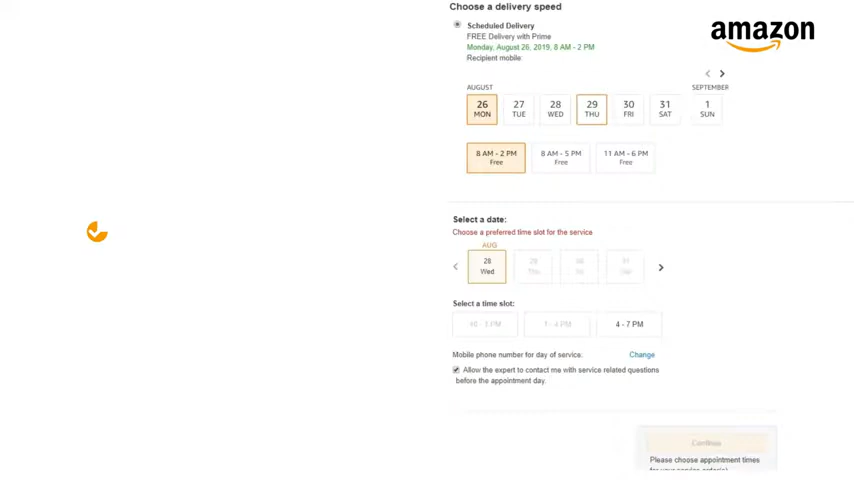 Choose a delivery speed
amazon
Scheduled Delivery
FREE Delivery with Prime
Monday, August 26, 2019, 8 AM - 2 PM
Recipient mobile:
AUGUST
SEPTEMBER
26 27 28 29 30 31 1
MON TUE WED THU FRI SAT SUN
8 AM - 2 PM 8 AM - 5 PM 11 AM - 6 PM
Free Free Free
Select a date:
Choose a preferred time slot for the service
AUG
28
Wed
Select a time slot:
4 - 7 PM
Mobile phone number for day of service.
Change
Allow the expert to contact me with service related questions
before the appointment day.
Continue
Please choose appointment times
for your service order(s)